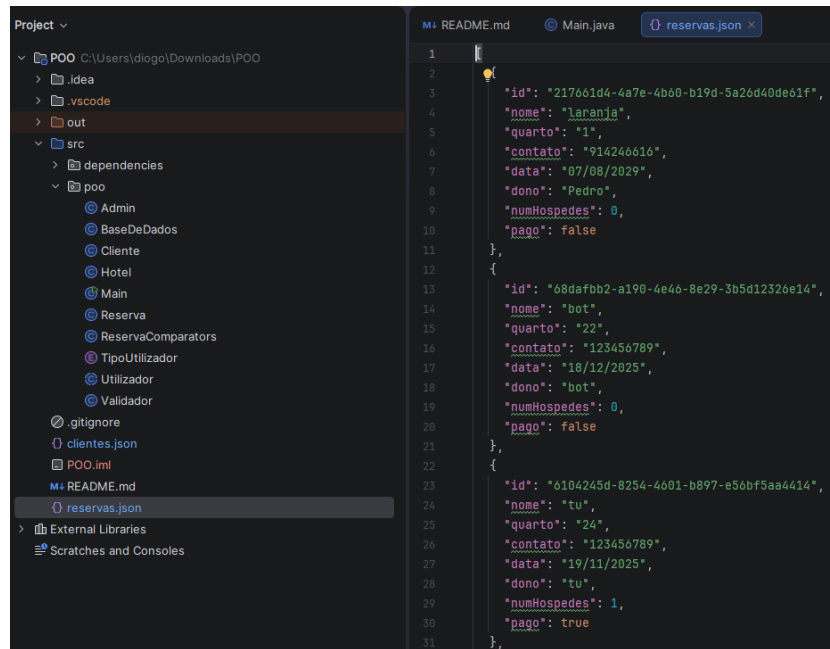 Project
POO C:\Users\diogo\Downloads\POO
.idea
.vscode
out
src
dependencies
poo
Admin
BaseDeDados
Cliente
Hotel
Main
Reserva
ReservaComparators
TipoUtilizador
Utilizador
Validador
.gitignore
clientes.json
POO.iml
README.md
reservas.json
External Libraries
Scratches and Consoles
README.md Main.java reservas.json
1 [
2 {
3 "id": "217661d4-4a7e-4b60-b19d-5a26d40de61f",
4 "nome": "laranja",
5 "quarto": "1",
6 "contato": "914246616",
7 "data": "07/08/2029",
8 "dono": "Pedro",
9 "numHospedes": 0,
10 "pago": false
11 },
12 {
13 "id": "68dafbb2-a190-4e46-8e29-3b5d12326e14",
14 "nome": "bot",
15 "quarto": "22",
16 "contato": "123456789",
17 "data": "18/12/2025",
18 "dono": "bot",
19 "numHospedes": 0,
20 "pago": false
21 },
22 {
23 "id": "6104245d-8254-4601-b897-e56bf5aa4414",
24 "nome": "tu",
25 "quarto": "24",
26 "contato": "123456789",
27 "data": "19/11/2025",
28 "dono": "tu",
29 "numHospedes": 1,
30 "pago": true
31 },